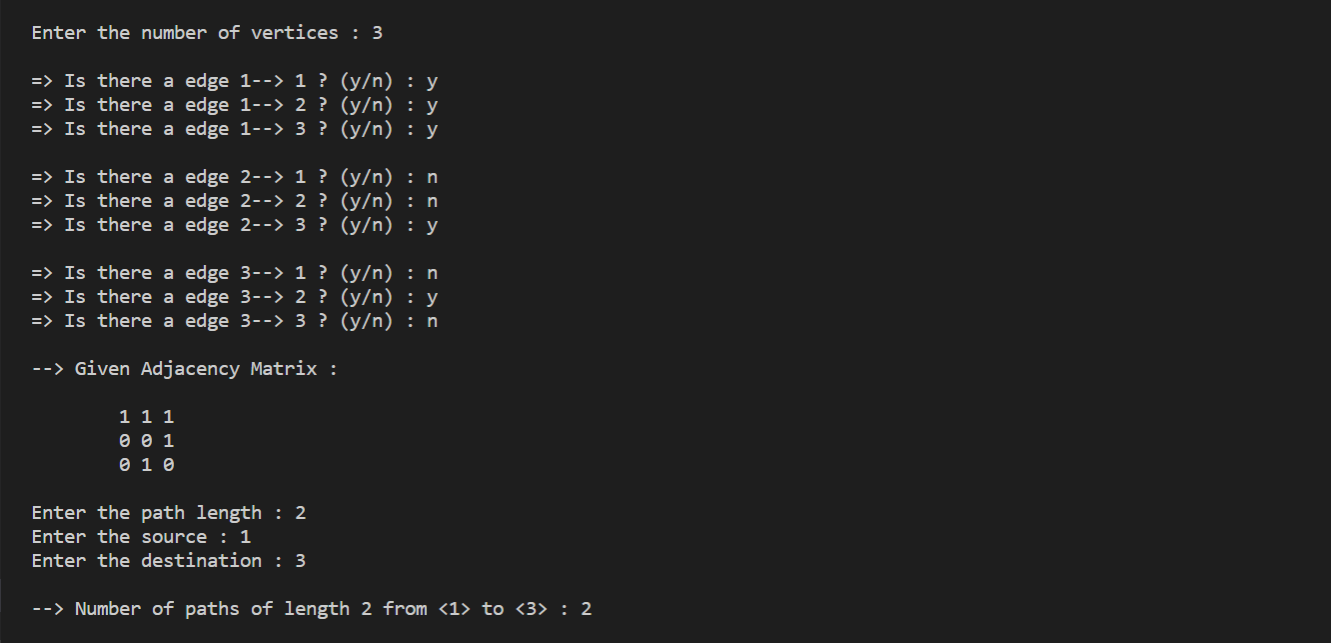 Enter the number of vertices : 3
=> Is there a edge 1--> 1 ? (y/n) : y
=> Is there a edge 1--> 2 ? (y/n) : y
=> Is there a edge 1--> 3 ? (y/n) : y
=> Is there a edge 2--> 1 ? (y/n) : n
=> Is there a edge 2--> 2 ? (y/n) : n
=> Is there a edge 2--> 3 ? (y/n) : y
=> Is there a edge 3--> 1 ? (y/n) : n
=> Is there a edge 3--> 2 ? (y/n) : y
=> Is there a edge 3--> 3 ? (y/n) : n
--> Given Adjacency Matrix :
1 1 1
0 0 1
0 1 0
Enter the path length : 2
Enter the source : 1
Enter the destination : 3
--> Number of paths of length 2 from <1> to <3> : 2